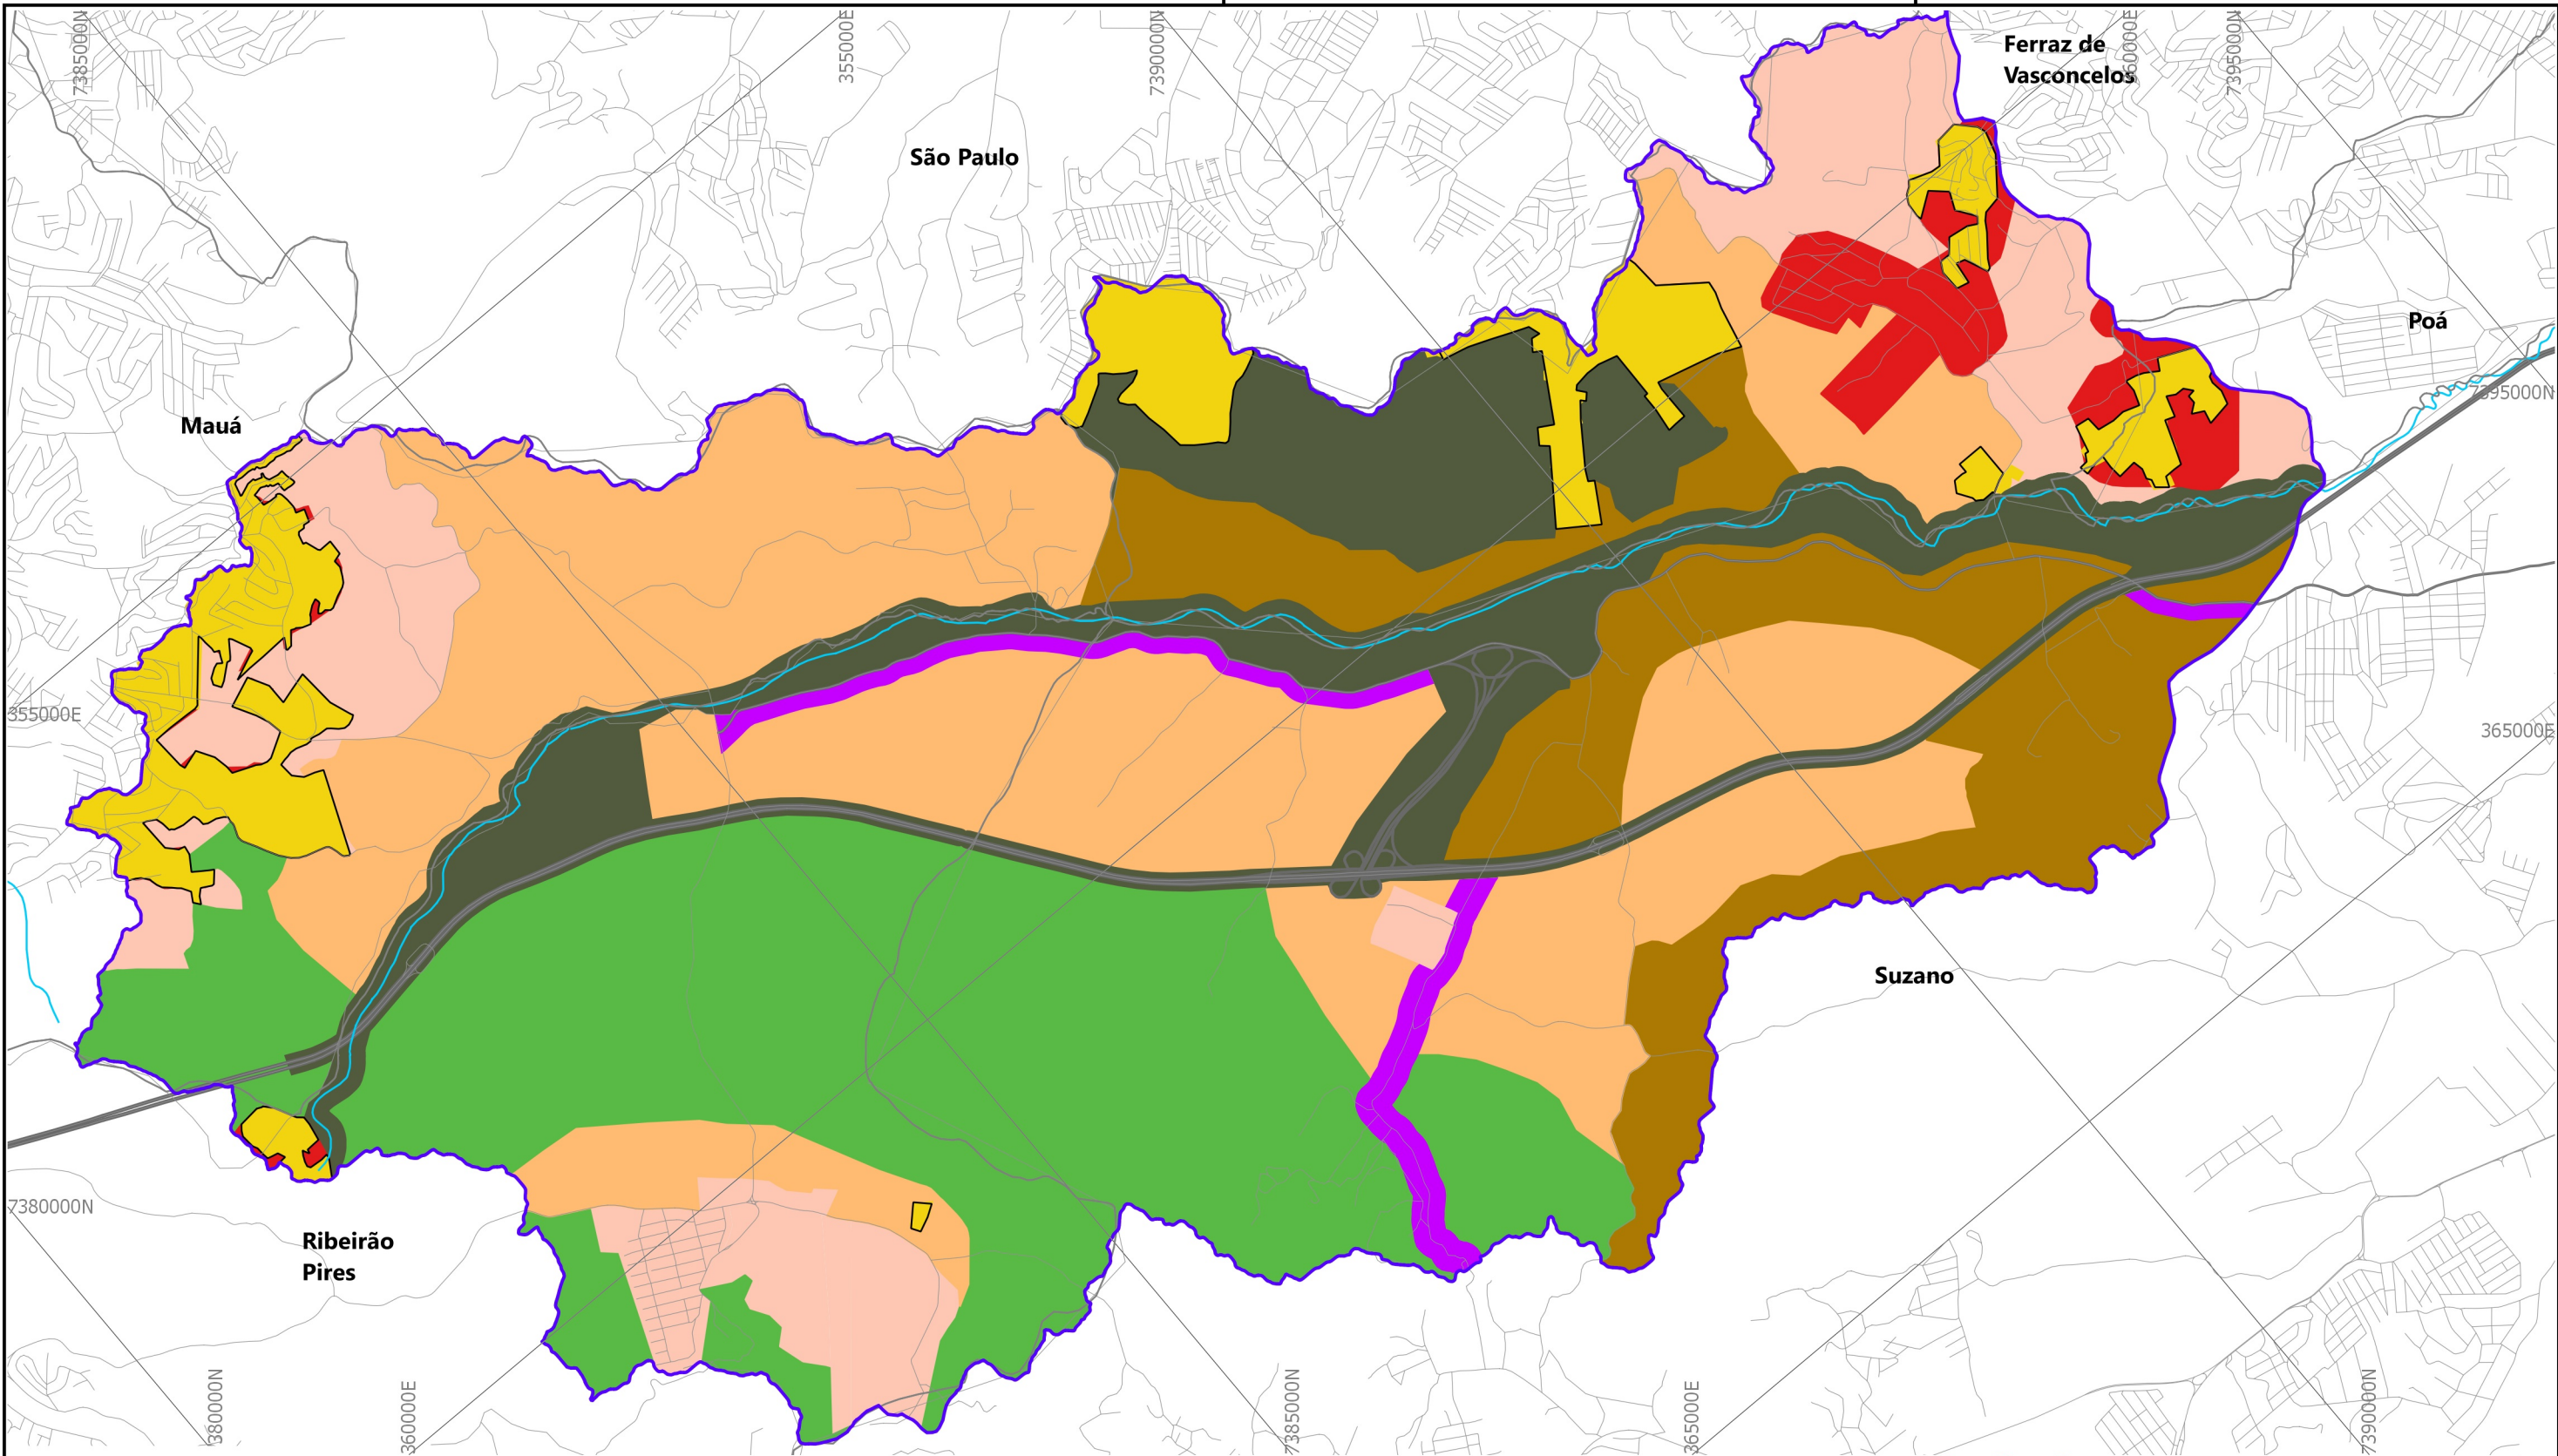 7385000N
355000E
7390000N
360000E
7395000N
Ferraz de
Vasconcelos
São Paulo
Poá
7395000N
Mauá
355000E
365000E
Suzano
7380000N
Ribeirão
Pires
380000N
360000E
7385000N
365000E
7390000N